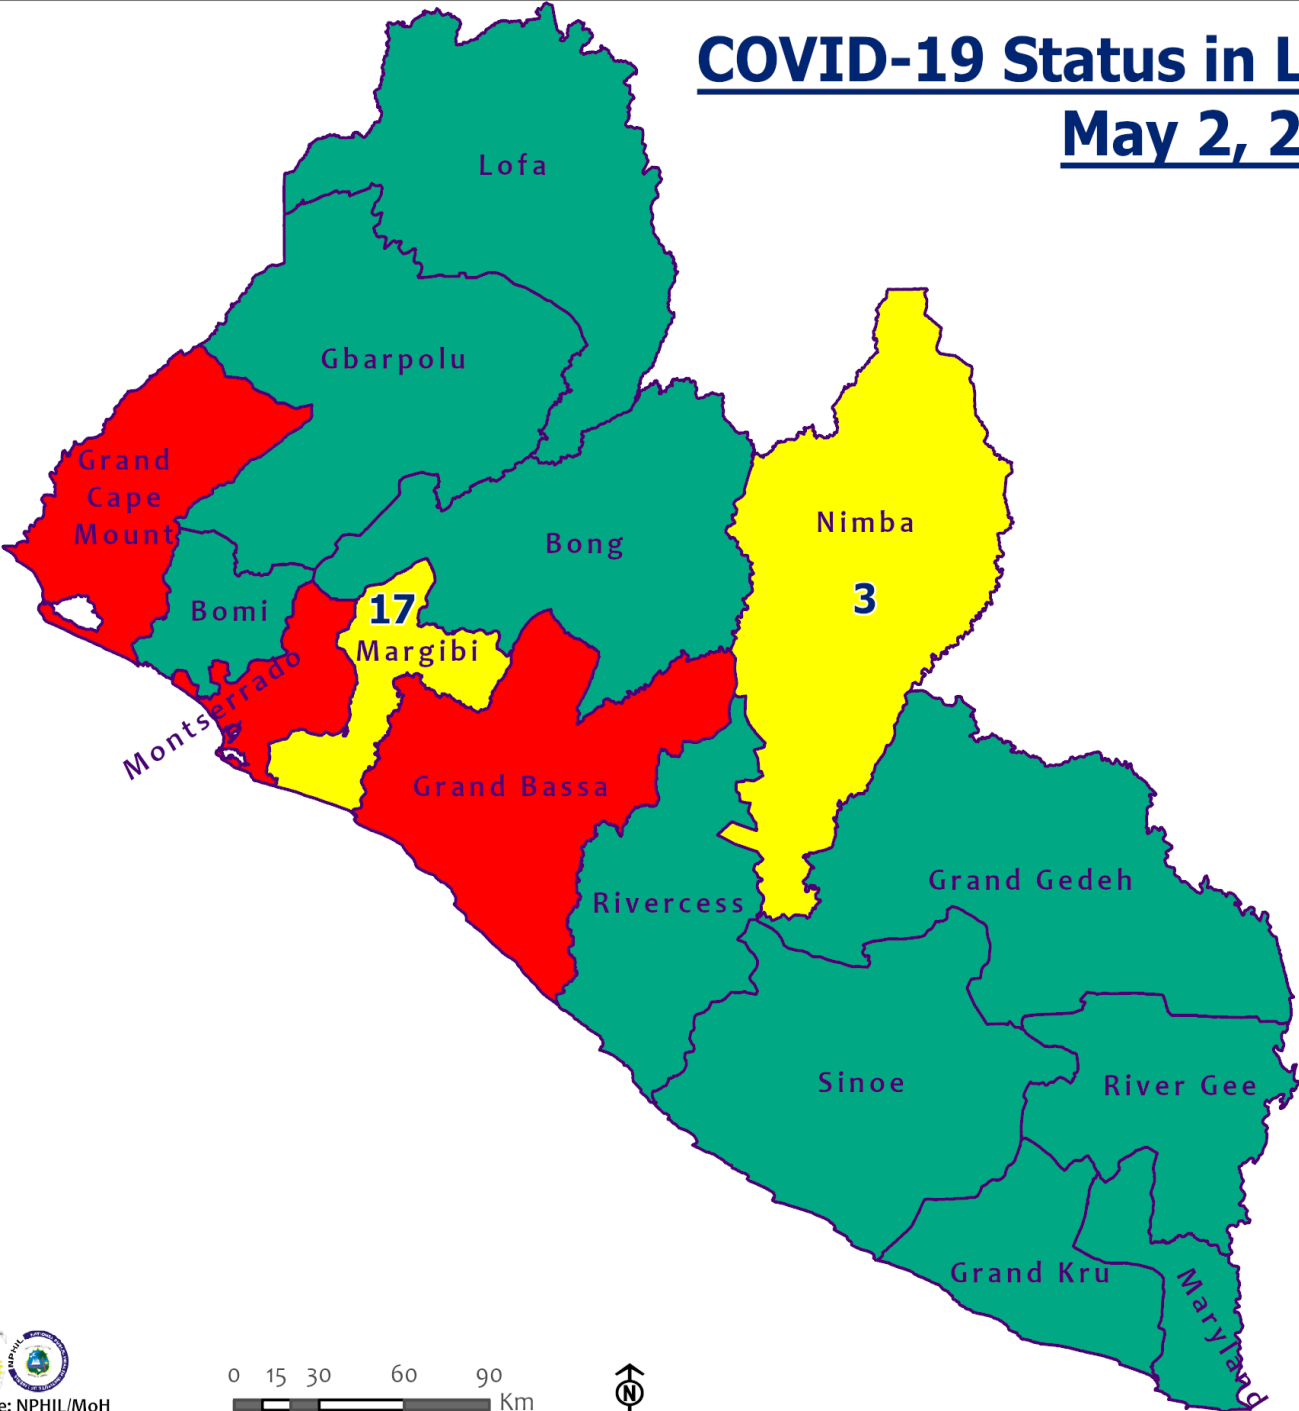 COVID-19 Status in L
May 2, 2
Lofa
Gbarpolu
Grand
Cape
Mount
Nimba
3
Bong
Bomi
17
Margibi
Montserrado
Grand Bassa
Rivercess
Grand Gedeh
Sinoe
River Gee
Grand Kru
Maryland
NPHIL
0 15 30 60 90
Km
N
e: NPHIL/MoH